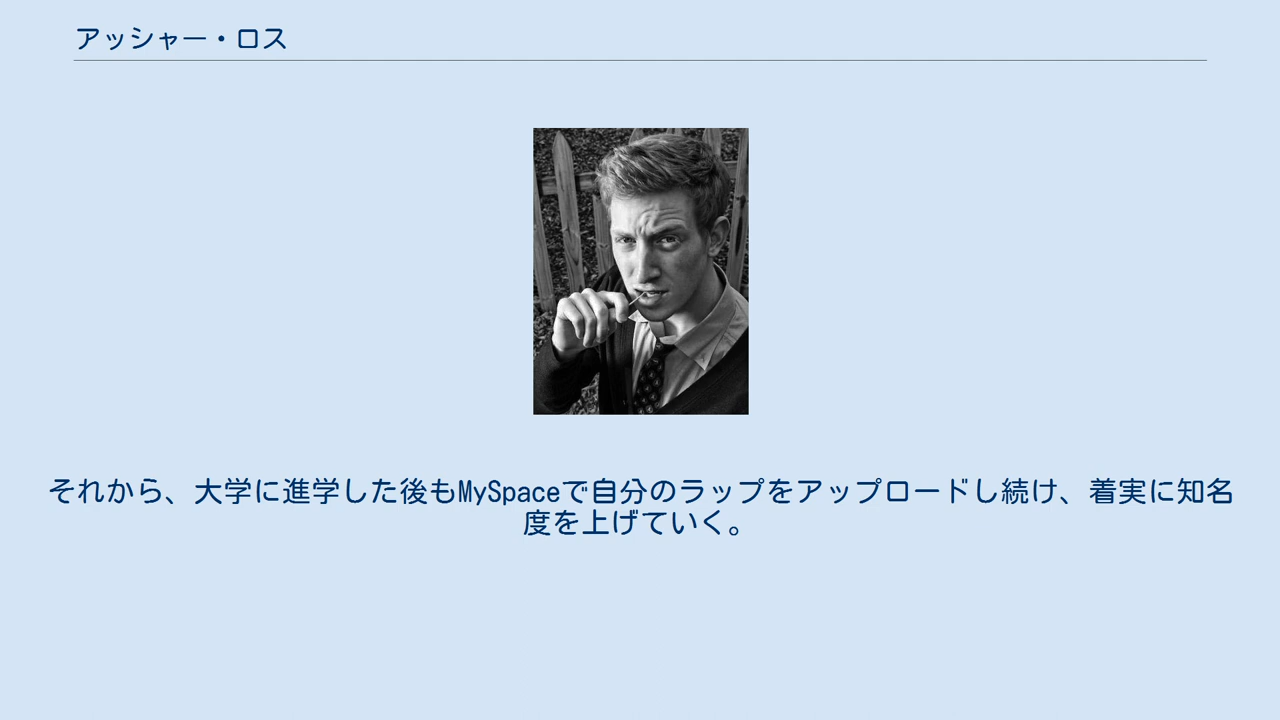 アッシャー・ロス
それから、大学に進学した後もMySpaceで自分のラップをアップロードし続け、着実に知名
度を上げていく。